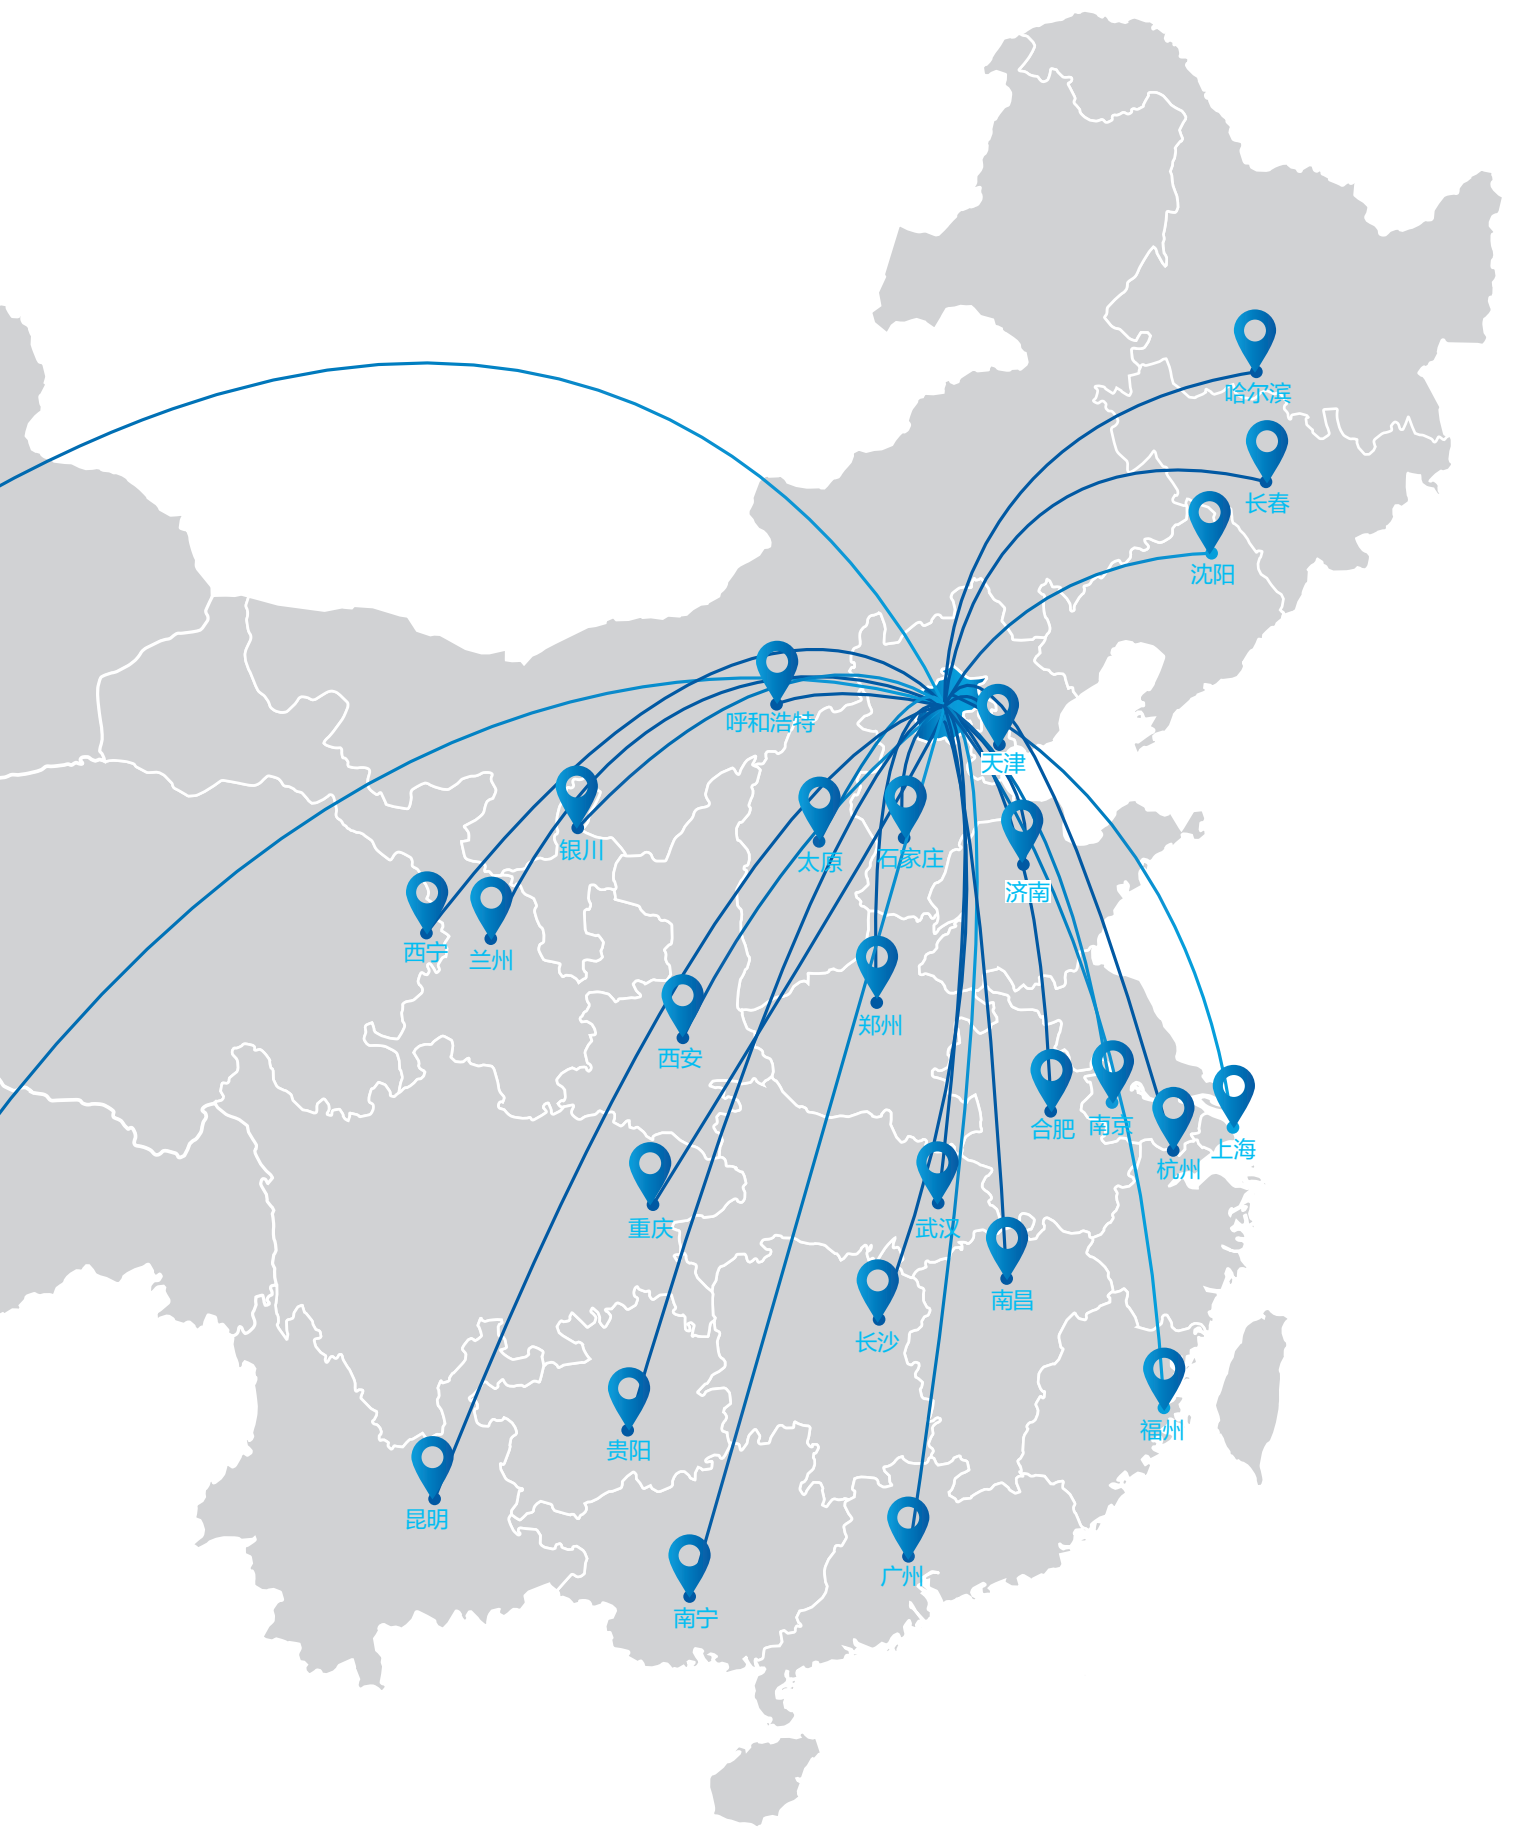 哈尔滨
长春
沈阳
呼和浩特
天津
银川
太原
石家庄
济南
西宁
兰州
郑州
西安
合肥
南京
上海
杭州
重庆
武汉
南昌
长沙
福州
贵阳
昆明
广州
南宁